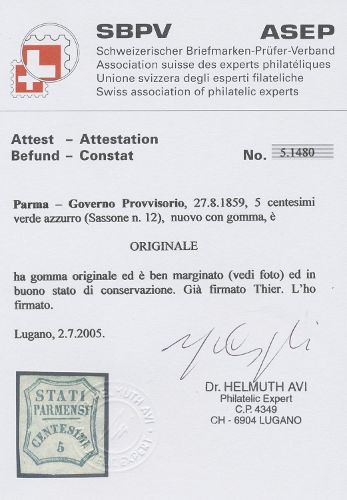 SBPV ASEP
Schweizerischer Briefmarken-Prüfer-Verband
Association suisse des experts philatéliques
Unione svizzera degli esperti filateliche
Swiss association of philatelic experts
Attest – Attestation
Befund – Constat
No. 5.1480
Parma – Governo Provvisorio, 27.8.1859, 5 centesimi
verde azzurro (Sassone n. 12), nuovo con gomma, è
ORIGINALE
ha gomma originale ed è ben marginato (vedi foto) ed in
buono stato di conservazione. Già firmato Thier. L'ho
firmato.
Lugano, 2.7.2005.
Dr. HELMUTH AVI
Philatelic Expert
C.P. 4349
CH - 6904 LUGANO
STATI
PARMENSI
CENTESIMI
5
HELMUTH AVI
EXPERT